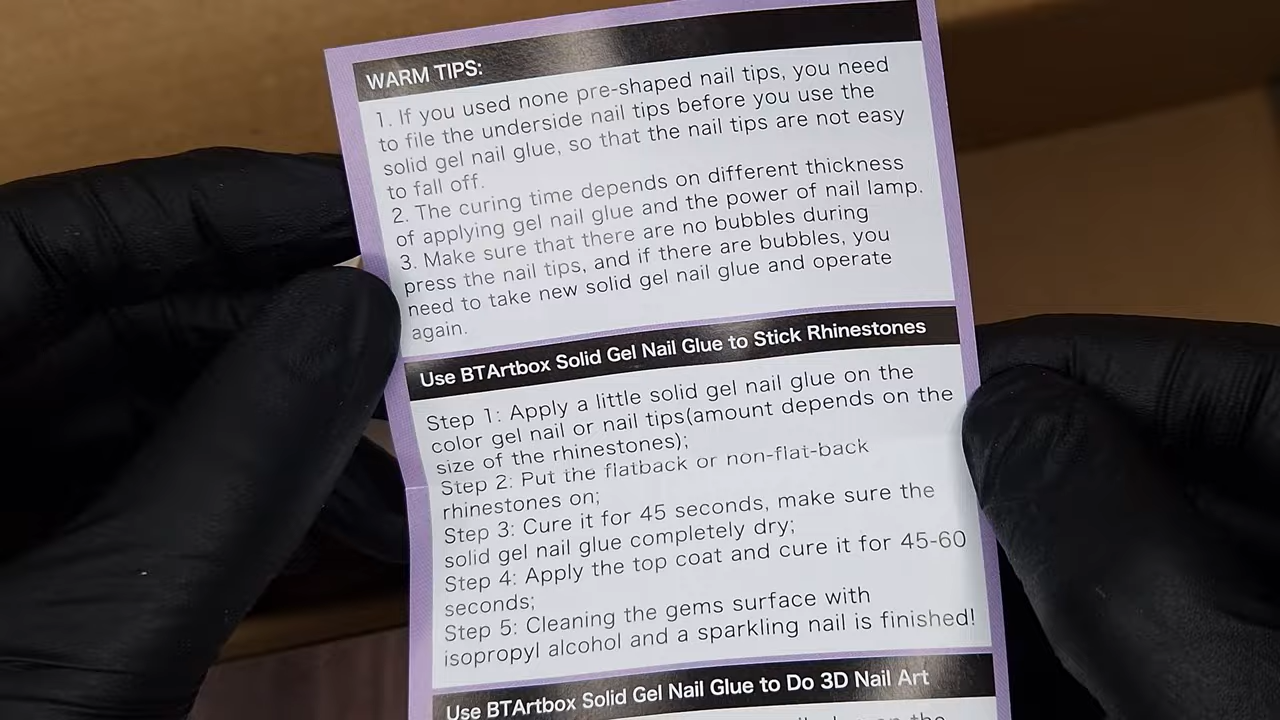 WARM TIPS:
1. If you used none pre-shaped nail tips, you need
to file the underside nail tips before you use the
solid gel nail glue, so that the nail tips are not easy
to fall off.
2. The curing time depends on different thickness
of applying gel nail glue and the power of nail lamp.
3. Make sure that there are no bubbles during
press the nail tips, and if there are bubbles, you
need to take new solid gel nail glue and operate
again.
Use BTArtbox Solid Gel Nail Glue to Stick Rhinestones
Step 1: Apply a little solid gel nail glue on the
color gel nail or nail tips(amount depends on the
size of the rhinestones);
Step 2: Put the flatback or non-flat-back
rhinestones on;
Step 3: Cure it for 45 seconds, make sure the
solid gel nail glue completely dry;
Step 4: Apply the top coat and cure it for 45-60
seconds;
Step 5: Cleaning the gems surface with
isopropyl alcohol and a sparkling nail is finished!
Use BTArtbox Solid Gel Nail Glue to Do 3D Nail Art
the